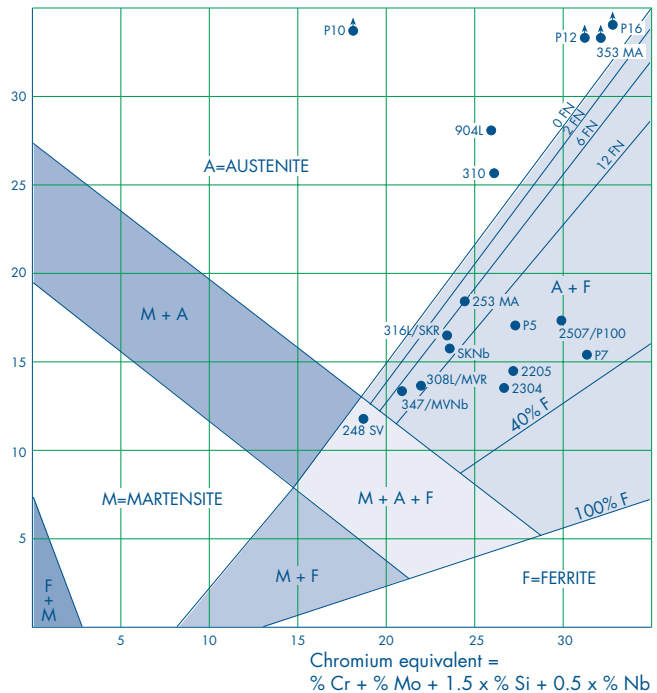 P10
P12
P16
353 MA
30
904L
0 FN
2 FN
6 FN
12 FN
A=AUSTENITE
310
25
20
A + F
M + A
253 MA
316L/SKR
P5
2507/P100
SKNb
P7
15
308L/MVR
2205
347/MVNb
2304
40% F
248 SV
10
M=MARTENSITE
M + A + F
100% F
5
M + F
F=FERRITE
F
+
M
5
10
15
20
25
30
Chromium equivalent =
% Cr + % Mo + 1.5 x % Si + 0.5 x % Nb